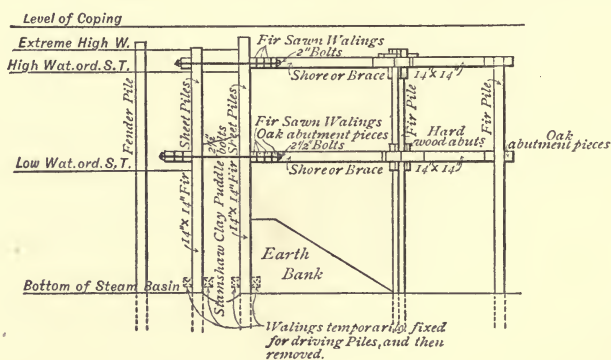 Level of Coping
Extreme High W.
High Wat. ord. S.T.
Low Wat. ord. S,T.
Bottom of Steam Basin
Fender Pile
14"x 14" Fir Sheet Piles
Stamshaw Clay Puddle
Bolts
14"x 14" Fir Sheet Piles
Fir Sawn Walings
2" Bolts
Shore or Brace
14"x 14"
Fir Sawn Walings
Oak abutment pieces
2½" Bolts
Shore or Brace
14"x 14"
Fir Pile
Hard
wood abuts
Fir Pile
Oak
abutment pieces
Earth
Bank
Walings temporarily fixed
for driving Piles, and then
removed.